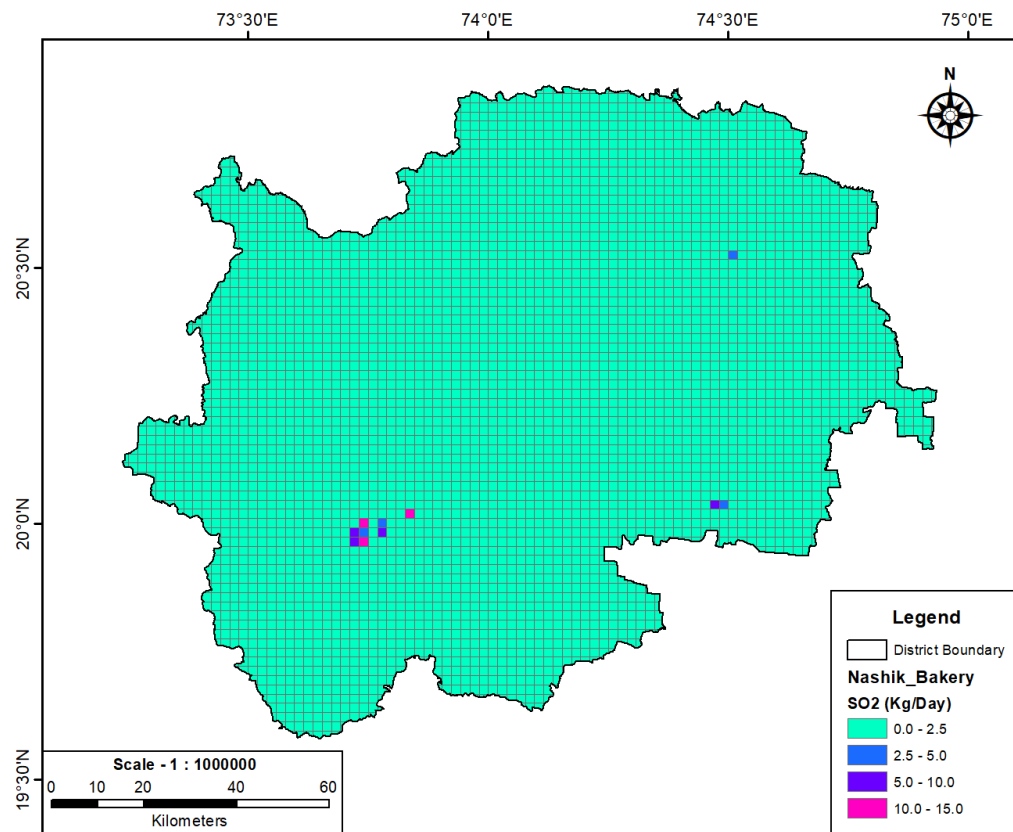 73°30'E 74°0'E 74°30'E 75°0'E
N
20°30'N
20°0'N
19°30'N
Legend
District Boundary
Nashik_Bakery
SO2 (Kg/Day)
0.0 - 2.5
2.5 - 5.0
5.0 - 10.0
10.0 - 15.0
Scale - 1 : 1000000
0 10 20 40 60
Kilometers